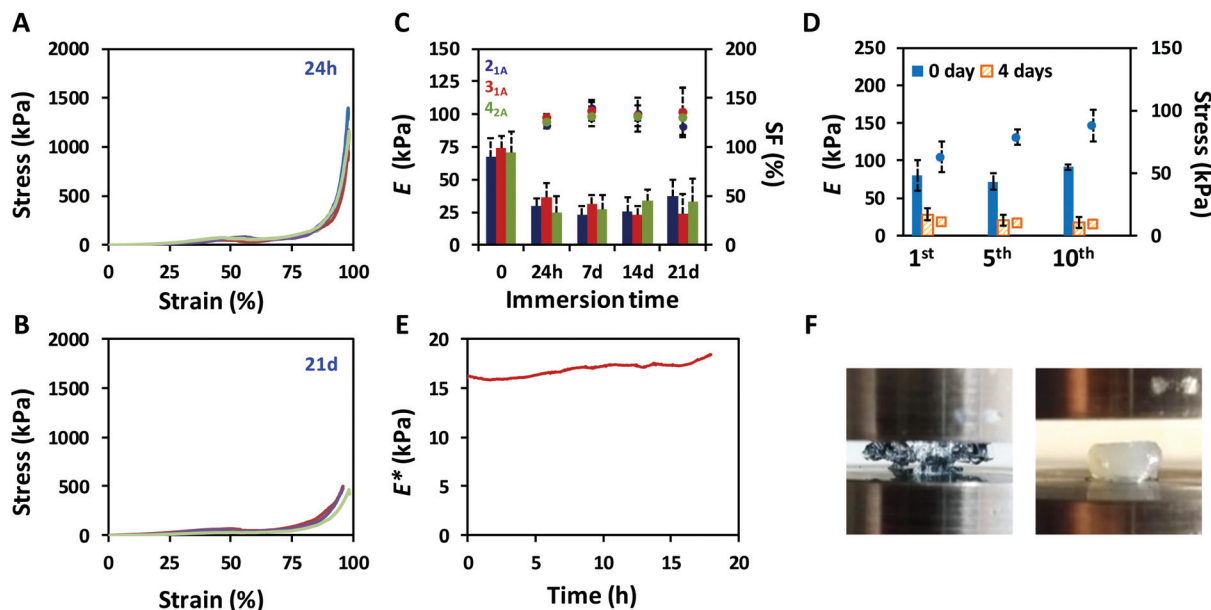 A
2000
1500
1000
500
0
Stress (kPa)
24h
0 25 50 75 100
Strain (%)
C
150
125
100
75
50
25
0
E (kPa)
2₁ₐ
3₁ₐ
4₂ₐ
200
150
100
50
0
SF (%)
0 24h 7d 14d 21d
Immersion time
D
250
200
150
100
50
0
E (kPa)
0 day 4 days
150
100
50
0
Stress (kPa)
1st 5th 10th
B
2000
1500
1000
500
0
Stress (kPa)
21d
0 25 50 75 100
Strain (%)
E
20
15
10
5
0
E* (kPa)
0 5 10 15 20
Time (h)
F